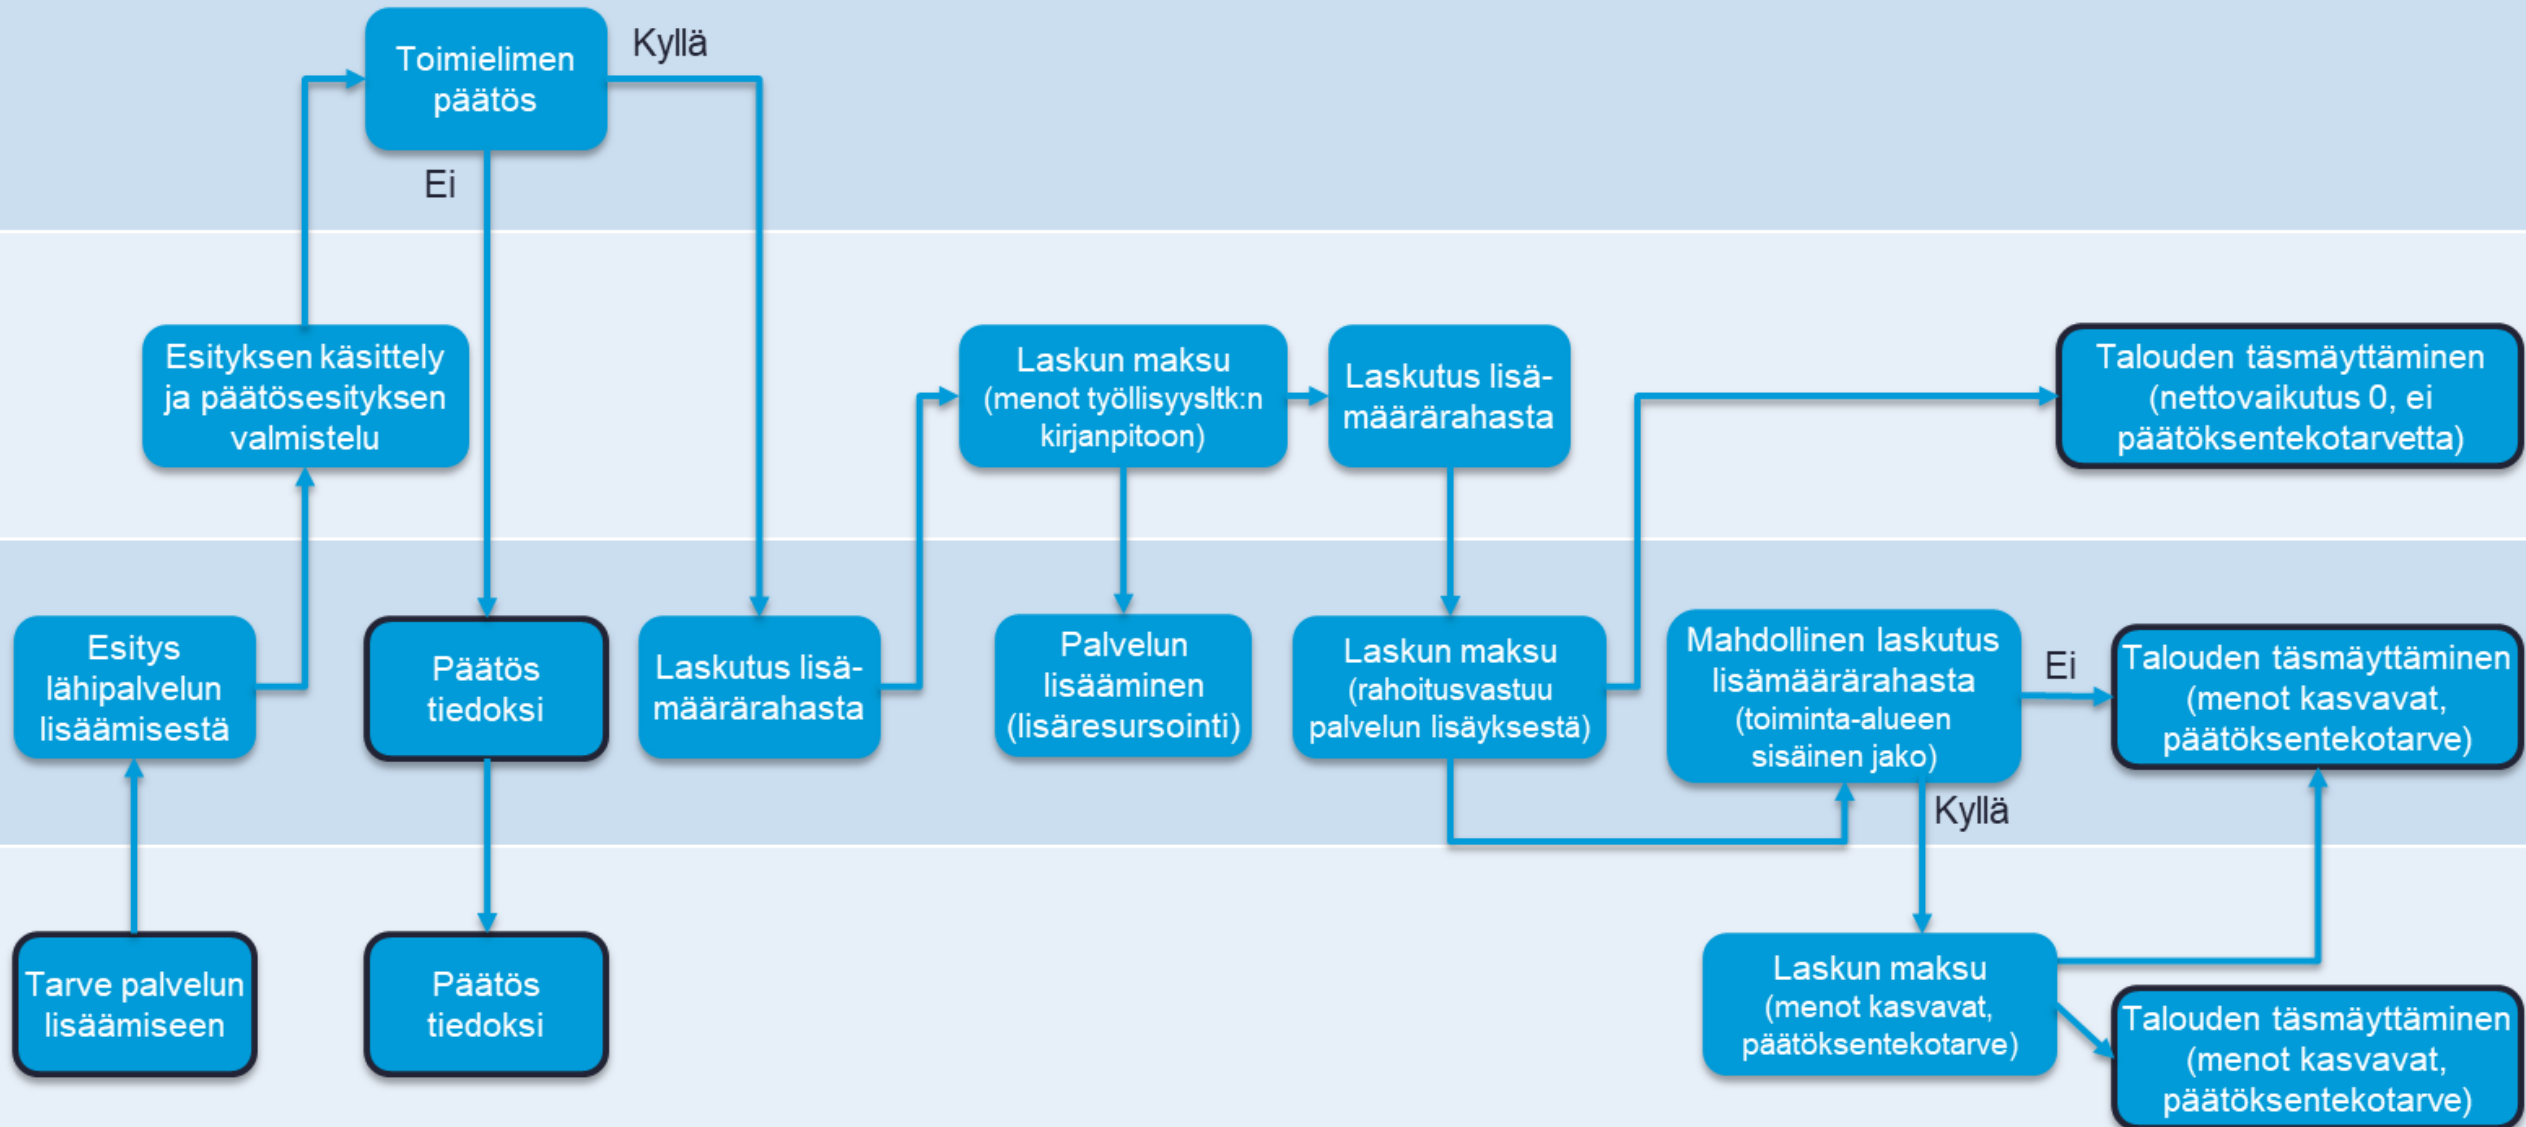 Toimielimen
päätös
Kyllä
Ei
Esityksen käsittely
ja päätösesityksen
valmistelu
Laskun maksu
(menot työllisyysltk:n
kirjanpitoon)
Laskutus lisä-
määrärahasta
Talouden täsmäyttäminen
(nettovaikutus 0, ei
päätöksentekotarvetta)
Esitys
lähipalvelun
lisäämisestä
Päätös
tiedoksi
Laskutus lisä-
määrärahasta
Palvelun
lisääminen
(lisäresursointi)
Laskun maksu
(rahoitusvastuu
palvelun lisäyksestä)
Mahdollinen laskutus
lisämäärärahasta
(toiminta-alueen
sisäinen jako)
Ei
Talouden täsmäyttäminen
(menot kasvavat,
päätöksentekotarve)
Kyllä
Tarve palvelun
lisäämiseen
Päätös
tiedoksi
Laskun maksu
(menot kasvavat,
päätöksentekotarve)
Talouden täsmäyttäminen
(menot kasvavat,
päätöksentekotarve)